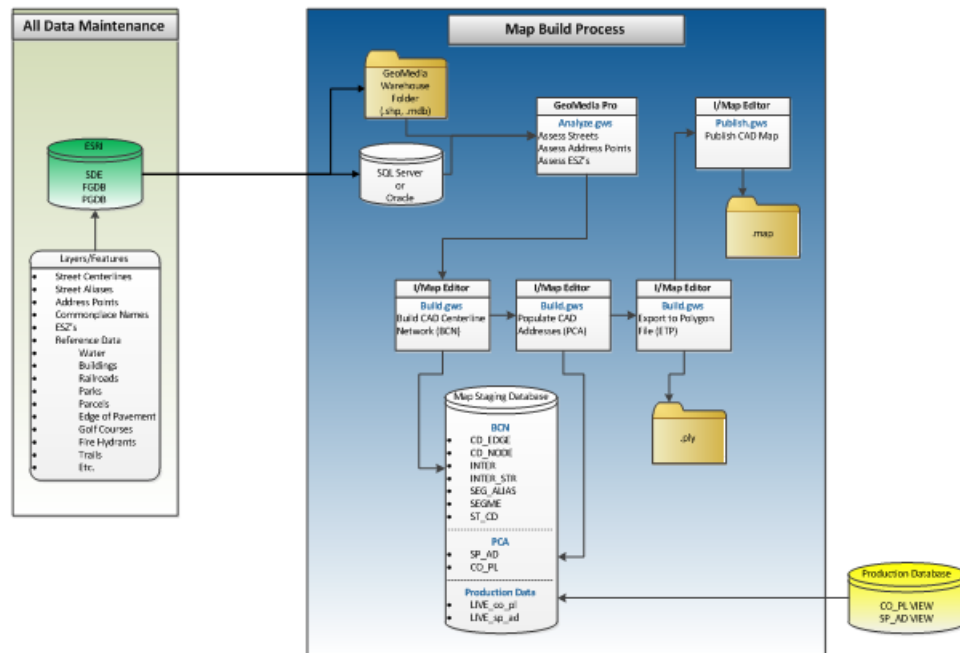 All Data Maintenance
ESRI
SDE
FGDB
PGDB
Layers/Features
Street Centerlines
Street Aliases
Address Points
Commonplace Names
ESZ's
Reference Data
Water
Buildings
Railroads
Parks
Parcels
Edge of Pavement
Golf Courses
Fire Hydrants
Trails
Etc.
Map Build Process
GeoMedia
Warehouse
Folder
(.shp, .mdb)
SQL Server
or
Oracle
GeoMedia Pro
Analyze.gws
Assess Streets
Assess Address Points
Assess ESZ's
I/Map Editor
Publish.gws
Publish CAD Map
.map
I/Map Editor
Build.gws
Build CAD Centerline
Network (BCN)
I/Map Editor
Build.gws
Populate CAD
Addresses (PCA)
I/Map Editor
Build.gws
Export to Polygon
File (ETP)
.ply
Map Staging Database
BCN
CD_EDGE
CD_NODE
INTER
INTER_STR
SEG_ALIAS
SEGME
ST_CD
PCA
SP_AD
CO_PL
Production Data
LIVE_co_pl
LIVE_sp_ad
Production Database
CO_PL VIEW
SP_AD VIEW